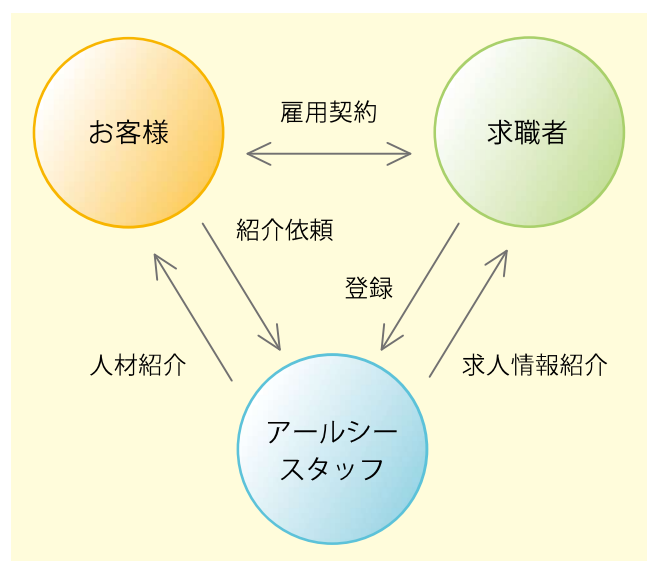 お客様
雇用契約
求職者
紹介依頼
登録
人材紹介
求人情報紹介
アールシー
スタッフ